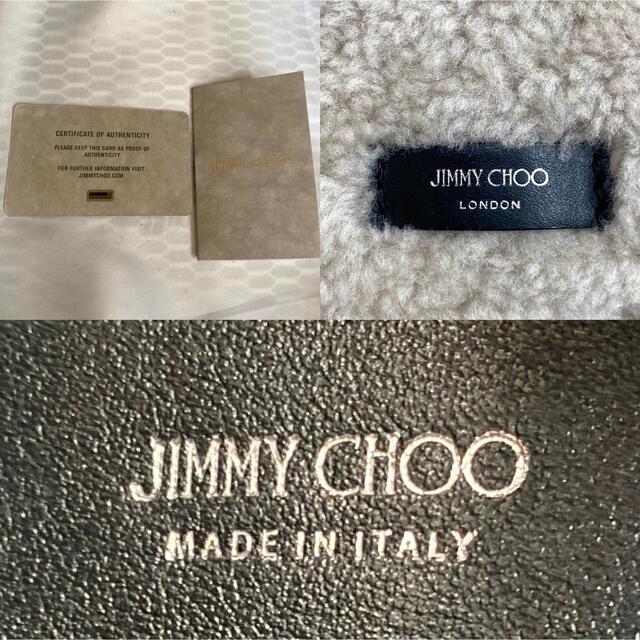 CERTIFICATE OF AUTHENTICITY
PLEASE KEEP THIS CARD AS PROOF OF
AUTHENTICITY
FOR FURTHER INFORMATION VISIT
JIMMYCHOO.COM
JIMMY CHOO
JIMMY CHOO
LONDON
JIMMY CHOO
MADE IN ITALY